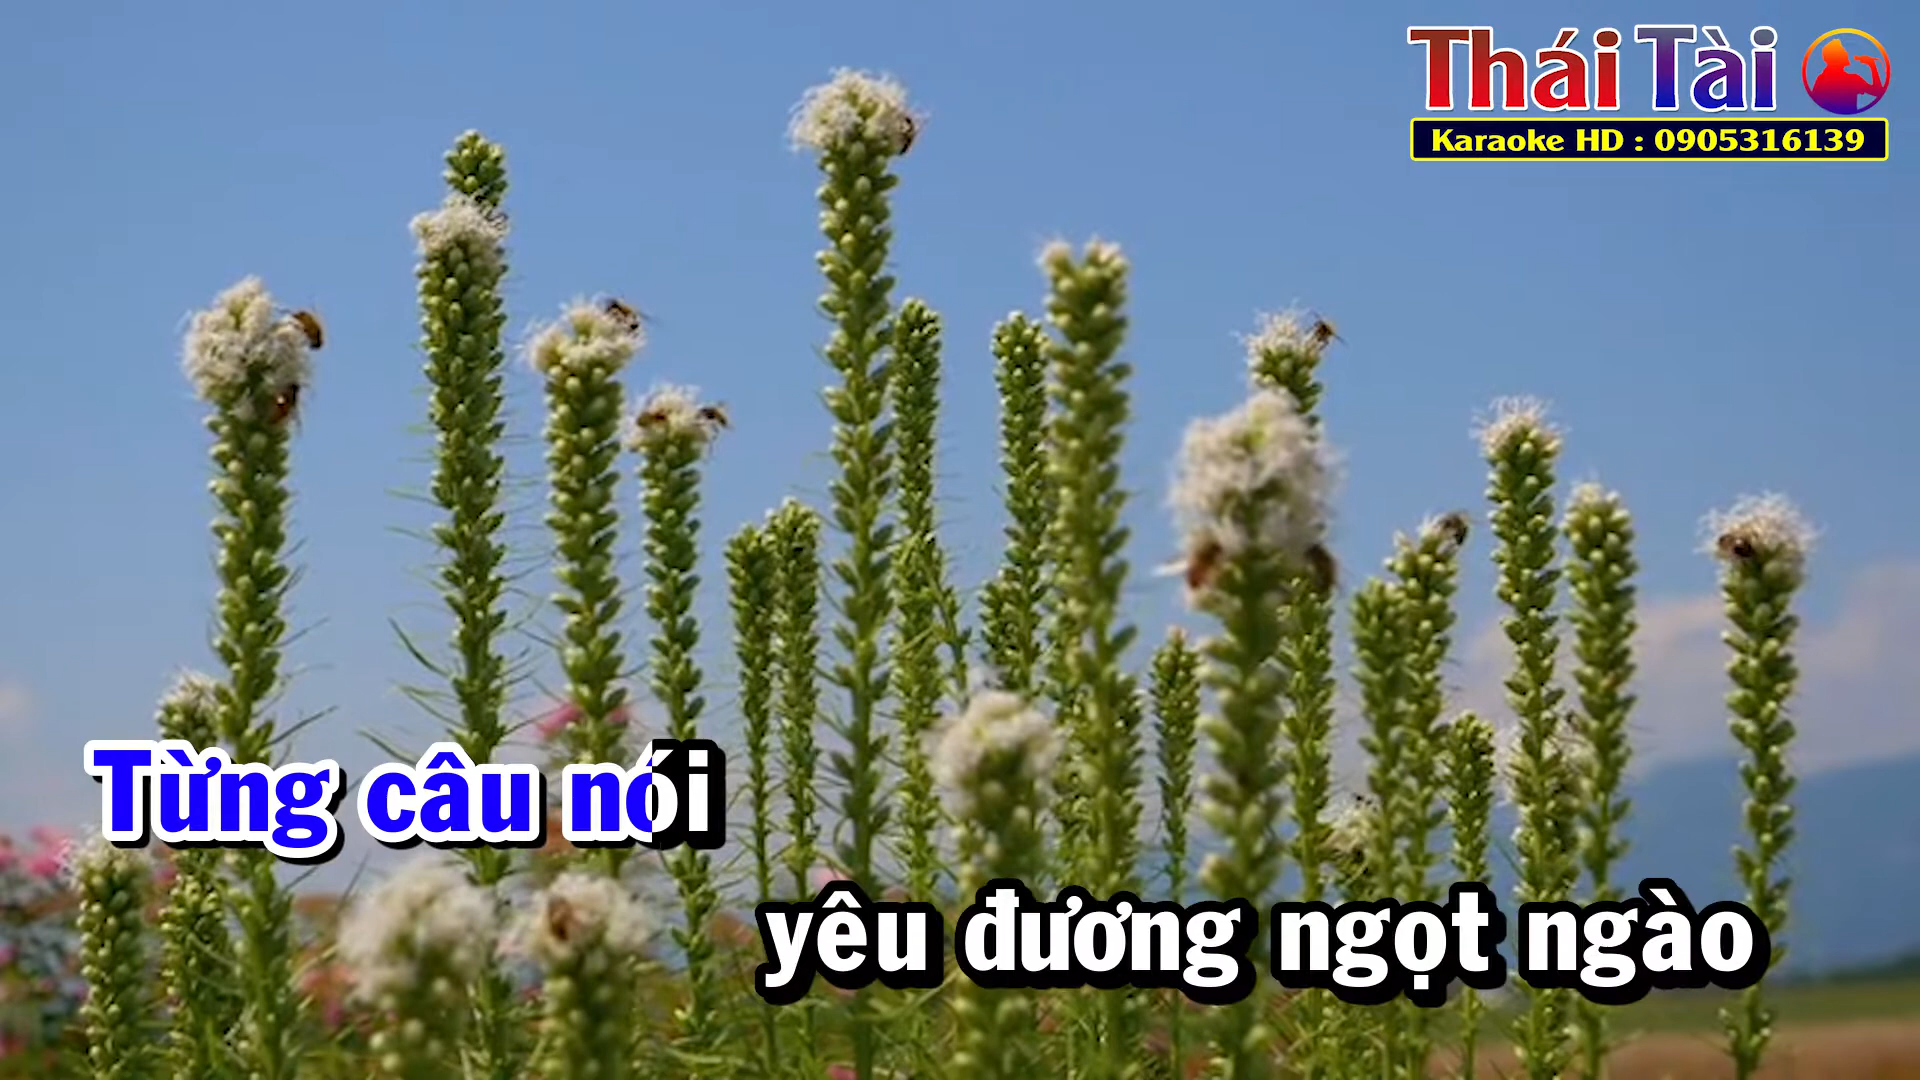 Thái Tài
Karaoke HD : 0905316139
Từng câu nói
yêu đương ngọt ngào